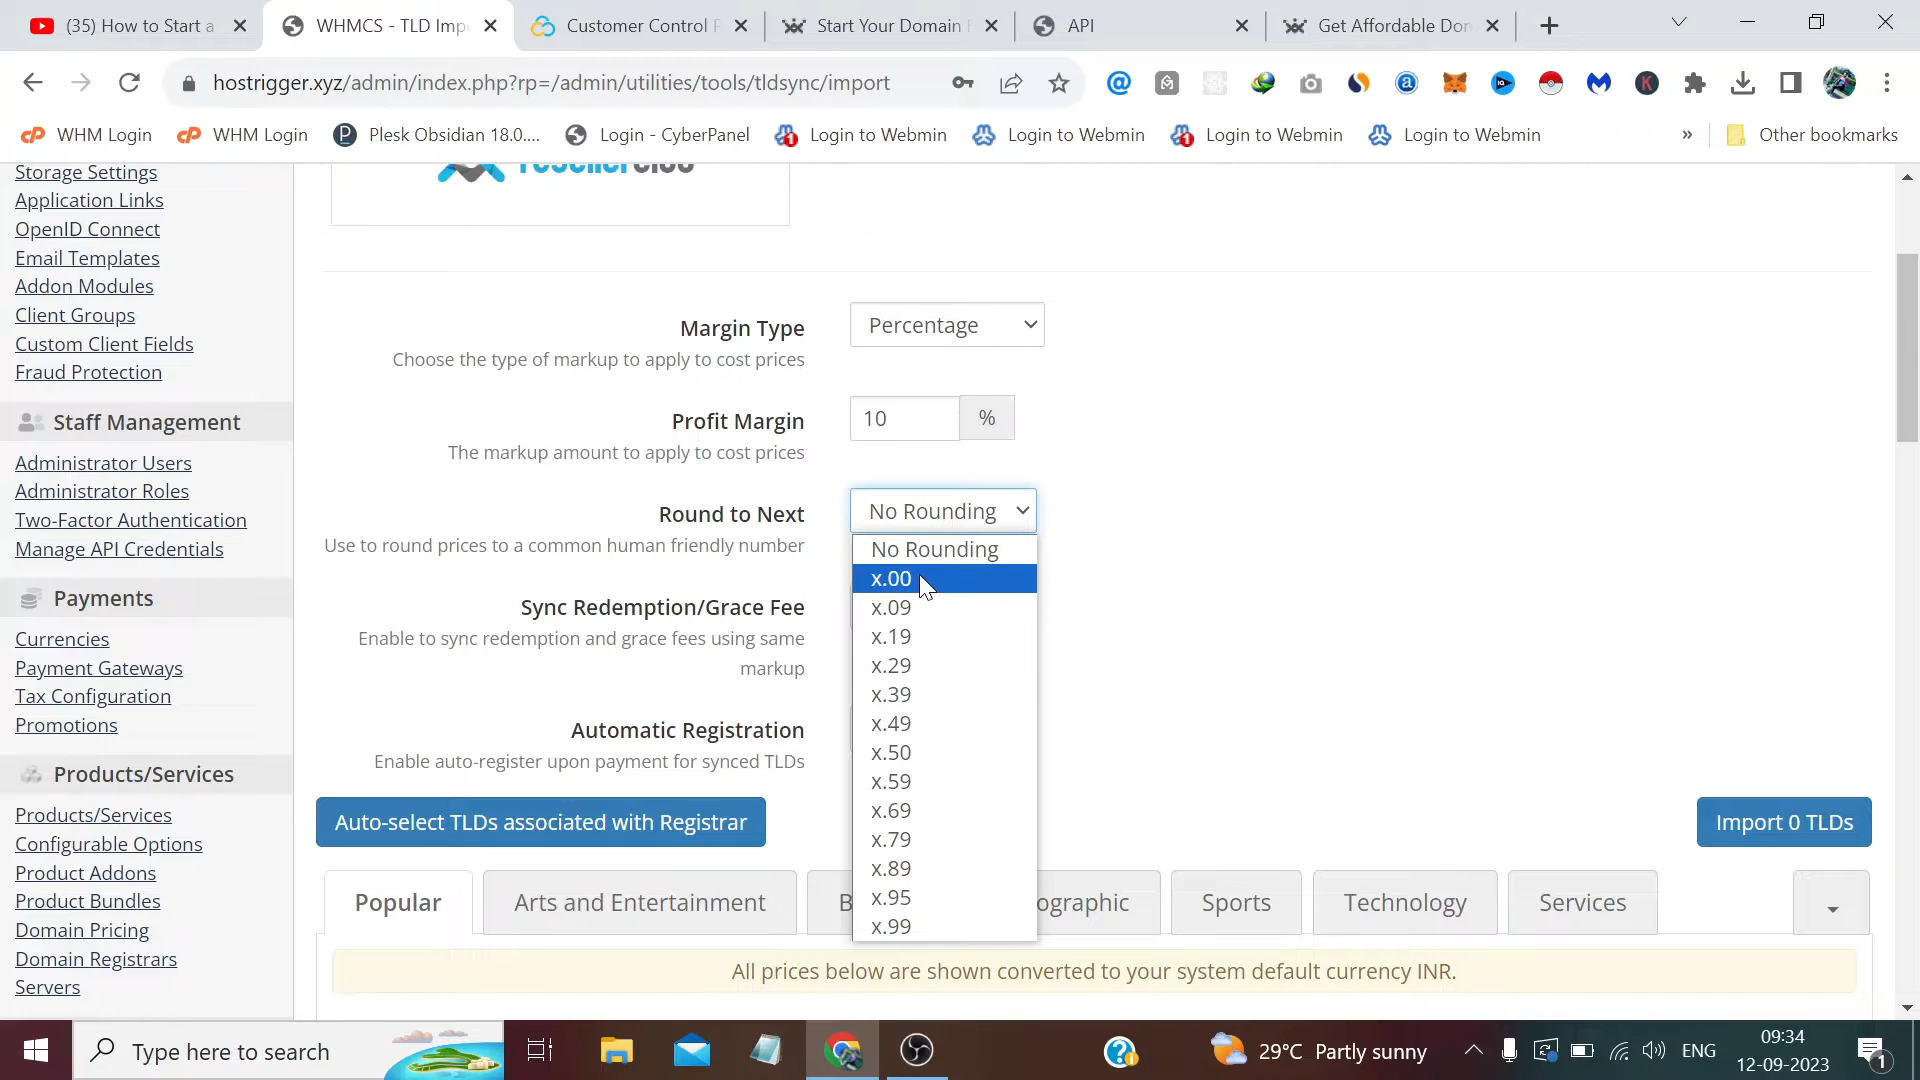 (35) How to Start a
WHMCS - TLD Imp
Customer Control P
Start Your Domain
API
Get Affordable Dom
hostrigger.xyz/admin/index.php?rp=/admin/utilities/tools/tldsync/import
WHM Login
WHM Login
Plesk Obsidian 18.0....
Login - CyberPanel
Login to Webmin
Login to Webmin
Login to Webmin
Login to Webmin
»
Other bookmarks
Storage Settings
Application Links
OpenID Connect
Email Templates
Addon Modules
Client Groups
Custom Client Fields
Fraud Protection
Staff Management
Administrator Users
Administrator Roles
Two-Factor Authentication
Manage API Credentials
Payments
Currencies
Payment Gateways
Tax Configuration
Promotions
Products/Services
Products/Services
Configurable Options
Product Addons
Product Bundles
Domain Pricing
Domain Registrars
Servers
Margin Type
Choose the type of markup to apply to cost prices
Percentage
Profit Margin
The markup amount to apply to cost prices
10 %
Round to Next
Use to round prices to a common human friendly number
No Rounding
No Rounding
x.00
x.09
x.19
x.29
x.39
x.49
x.50
x.59
x.69
x.79
x.89
x.95
x.99
Sync Redemption/Grace Fee
Enable to sync redemption and grace fees using same
markup
Automatic Registration
Enable auto-register upon payment for synced TLDs
Auto-select TLDs associated with Registrar
Import 0 TLDs
Popular
Arts and Entertainment
B
ographic
Sports
Technology
Services
All prices below are shown converted to your system default currency INR.
Type here to search
29°C Partly sunny
ENG
09:34
12-09-2023
1